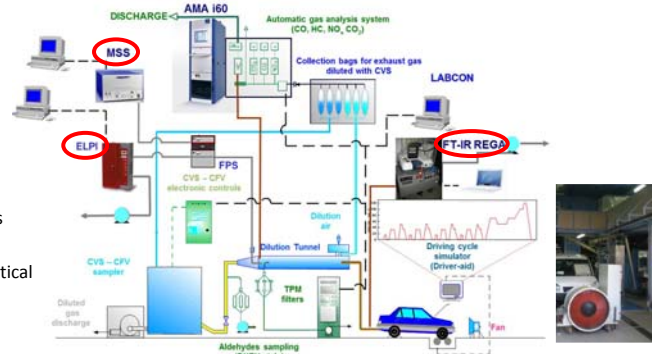 DISCHARGE
AMA i60
Automatic gas analysis system
(CO, HC, NOx CO2)
MSS
Collection bags for exhaust gas
diluted with CVS
LABCON
ELPI
FT-IR REGA
FPS
CVS – CFV
electronic controls
Dilution
air
Driving cycle
simulator
(Driver-aid)
CVS – CFV
sampler
Dilution Tunnel
s
tical
TPM
filters
Diluted
gas
discharge
Fan
Aldehydes sampling